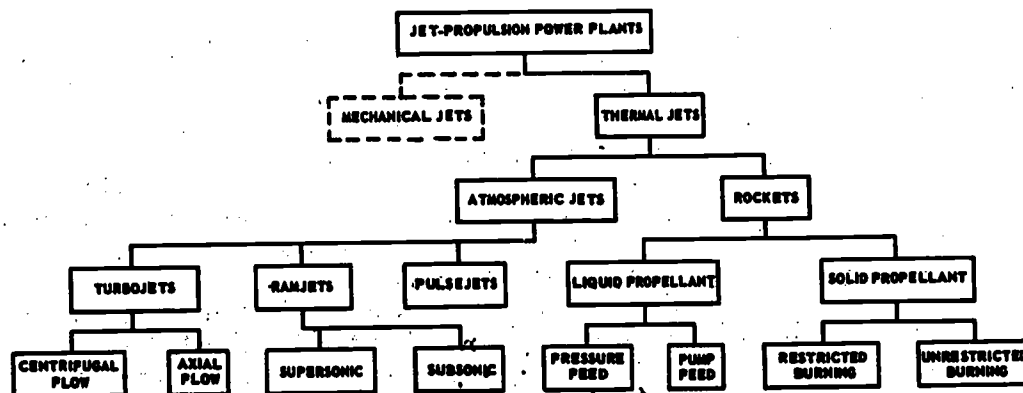 JET-PROPULSION POWER PLANTS
MECHANICAL JETS
THERMAL JETS
ATMOSPHERIC JETS
ROCKETS
TURBOJETS
RAMJETS
PULSEJETS
LIQUID PROPELLANT
SOLID PROPELLANT
CENTRIFUGAL
FLOW
AXIAL
FLOW
SUPERSONIC
SUBSONIC
PRESSURE
FEED
PUMP
FEED
RESTRICTED
BURNING
UNRESTRICTED
BURNING